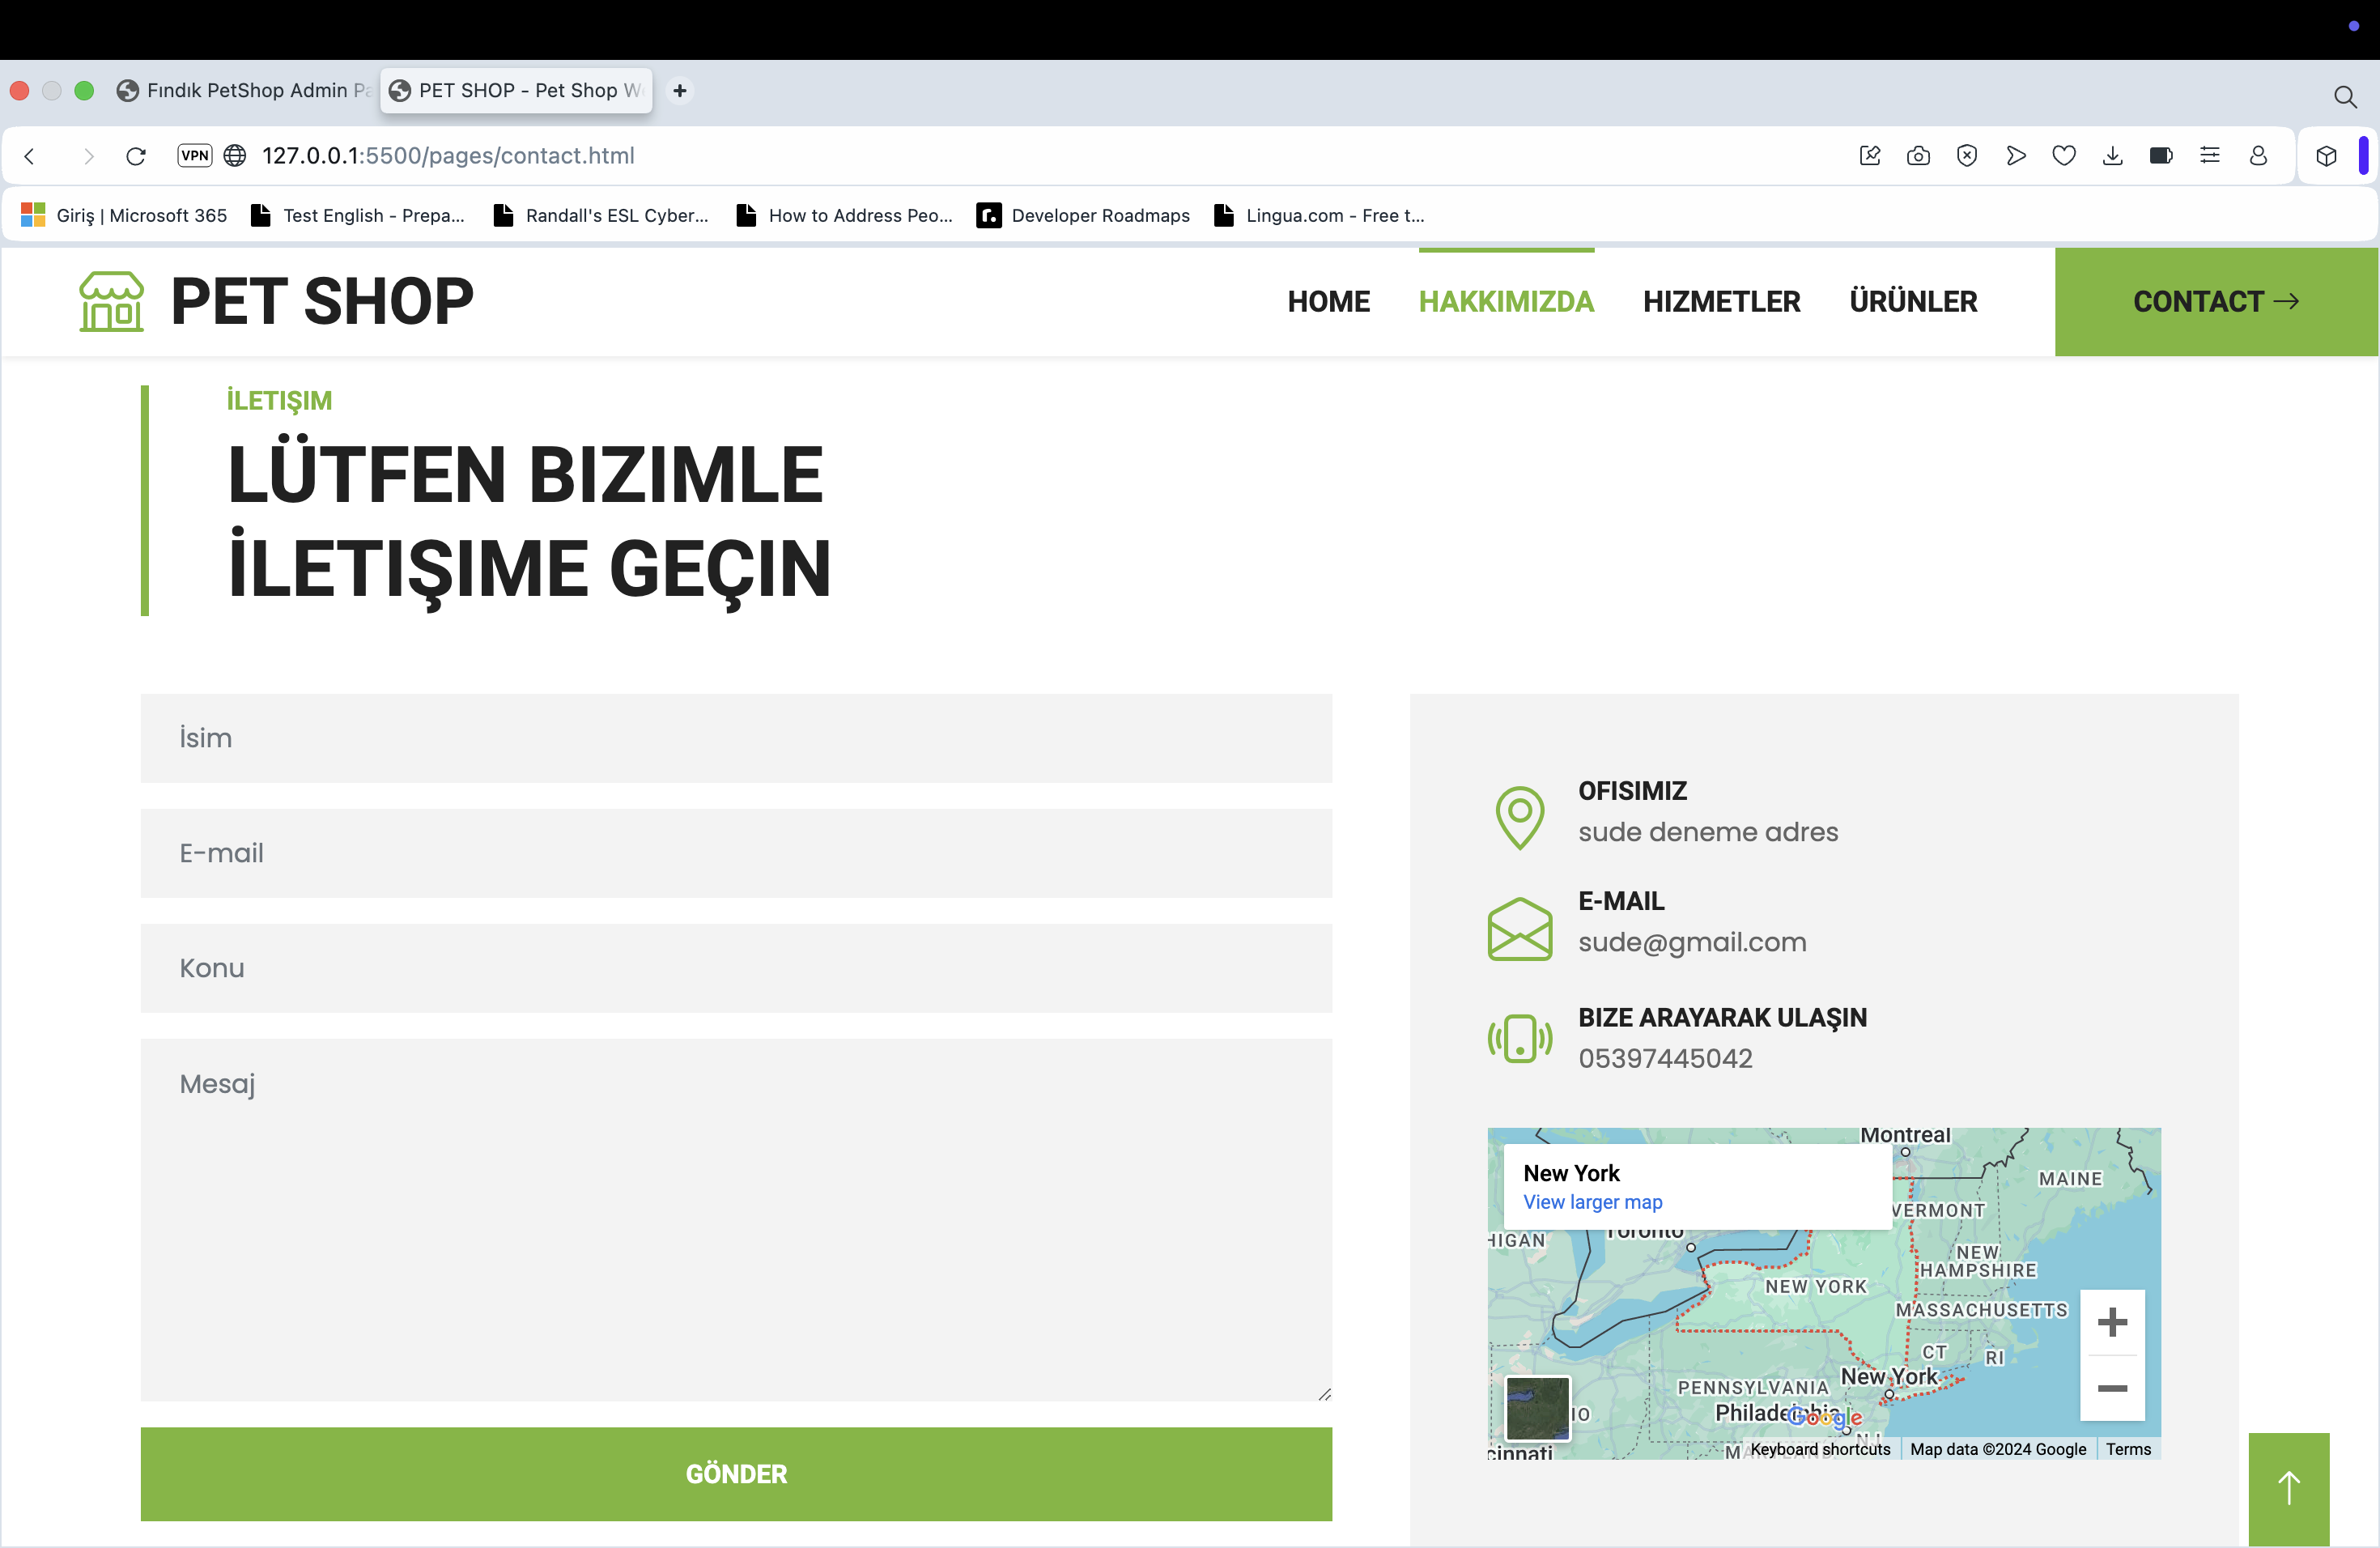 Fındık PetShop Admin Pa
PET SHOP - Pet Shop W
VPN
127.0.0.1:5500/pages/contact.html
Giriş | Microsoft 365
Test English - Prepa...
Randall's ESL Cyber...
How to Address Peo...
Developer Roadmaps
Lingua.com - Free t...
PET SHOP
HOME
HAKKIMIZDA
HIZMETLER
ÜRÜNLER
CONTACT
İLETIŞIM
LÜTFEN BIZIMLE
İLETIŞIME GEÇIN
İsim
E-mail
Konu
Mesaj
GÖNDER
OFISIMIZ
sude deneme adres
E-MAIL
sude@gmail.com
BIZE ARAYARAK ULAŞIN
05397445042
New York
View larger map
Montreal
MAINE
VERMONT
HIGAN
Toronto
NEW
HAMPSHIRE
NEW YORK
MASSACHUSETTS
CT
RI
New York
PENNSYLVANIA
Philadelphia
IO
Google
NJ
cinnati
Keyboard shortcuts
Map data ©2024 Google
Terms